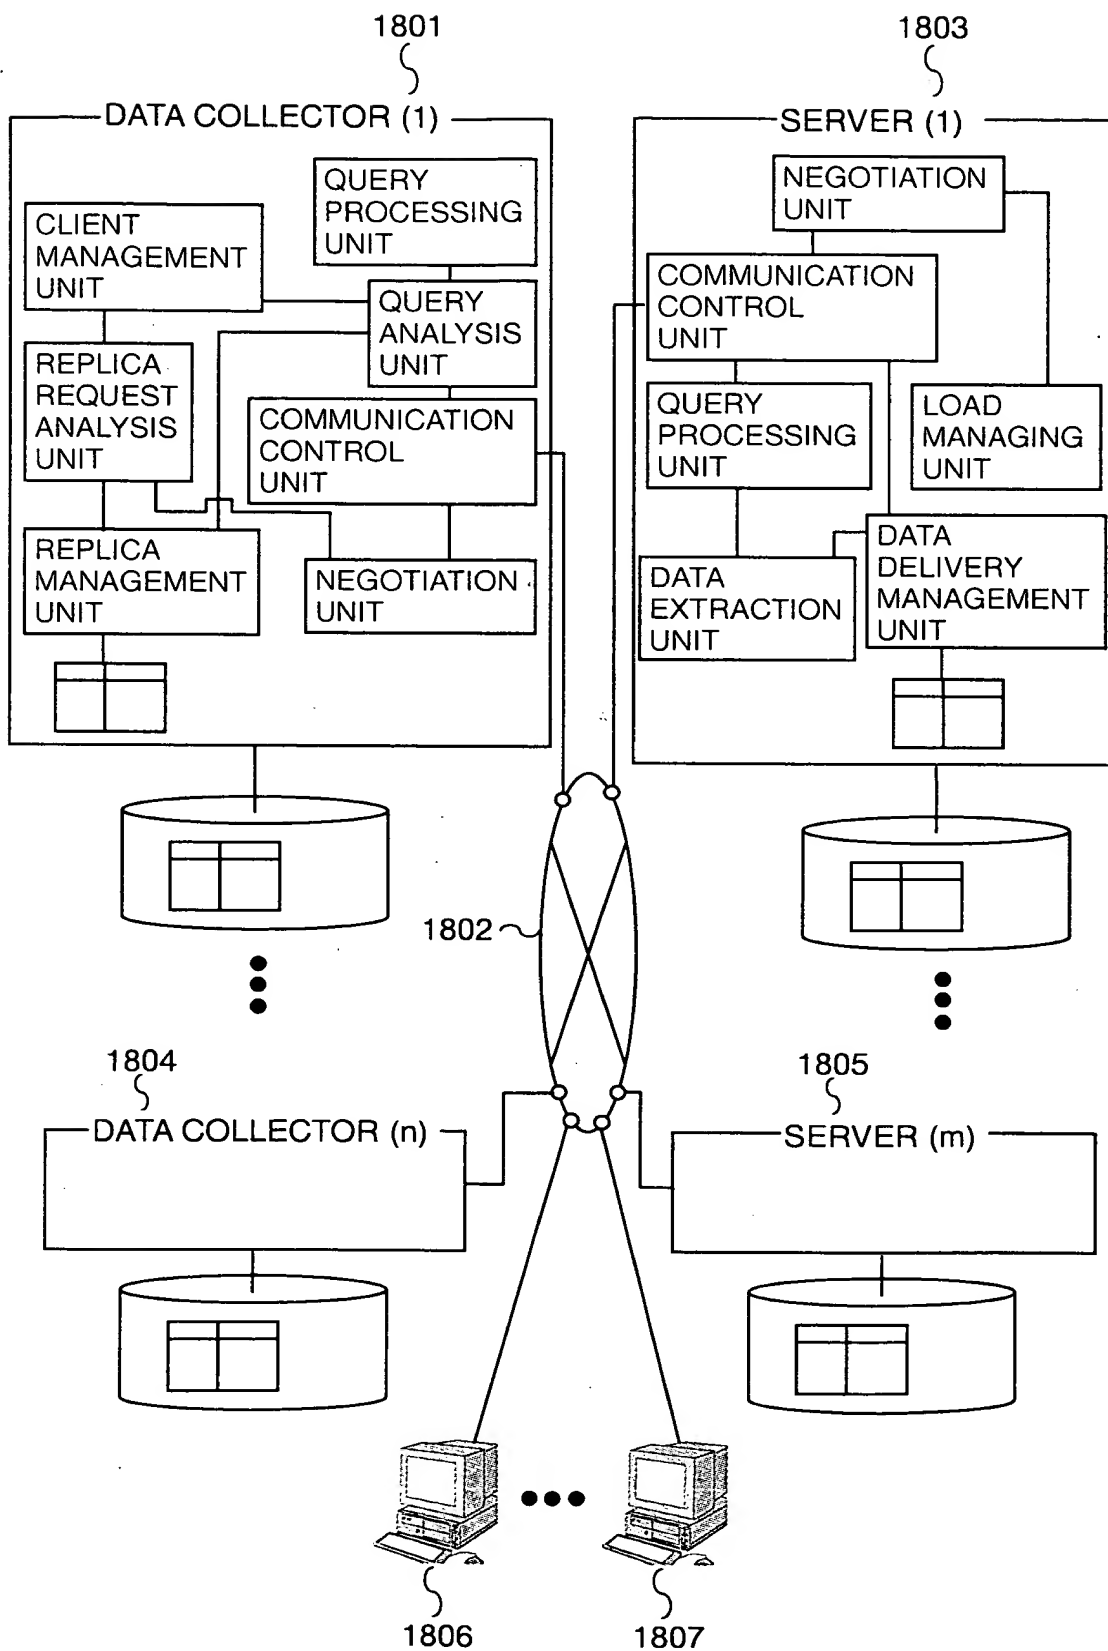 1801
1803
DATA COLLECTOR (1)
QUERY
PROCESSING
UNIT
CLIENT
MANAGEMENT
UNIT
QUERY
ANALYSIS
UNIT
REPLICA
REQUEST
ANALYSIS
UNIT
COMMUNICATION
CONTROL
UNIT
REPLICA
MANAGEMENT
UNIT
NEGOTIATION
UNIT
SERVER (1)
NEGOTIATION
UNIT
COMMUNICATION
CONTROL
UNIT
QUERY
PROCESSING
UNIT
LOAD
MANAGING
UNIT
DATA
EXTRACTION
UNIT
DATA
DELIVERY
MANAGEMENT
UNIT
1802
1804
DATA COLLECTOR (n)
1805
SERVER (m)
1806
1807